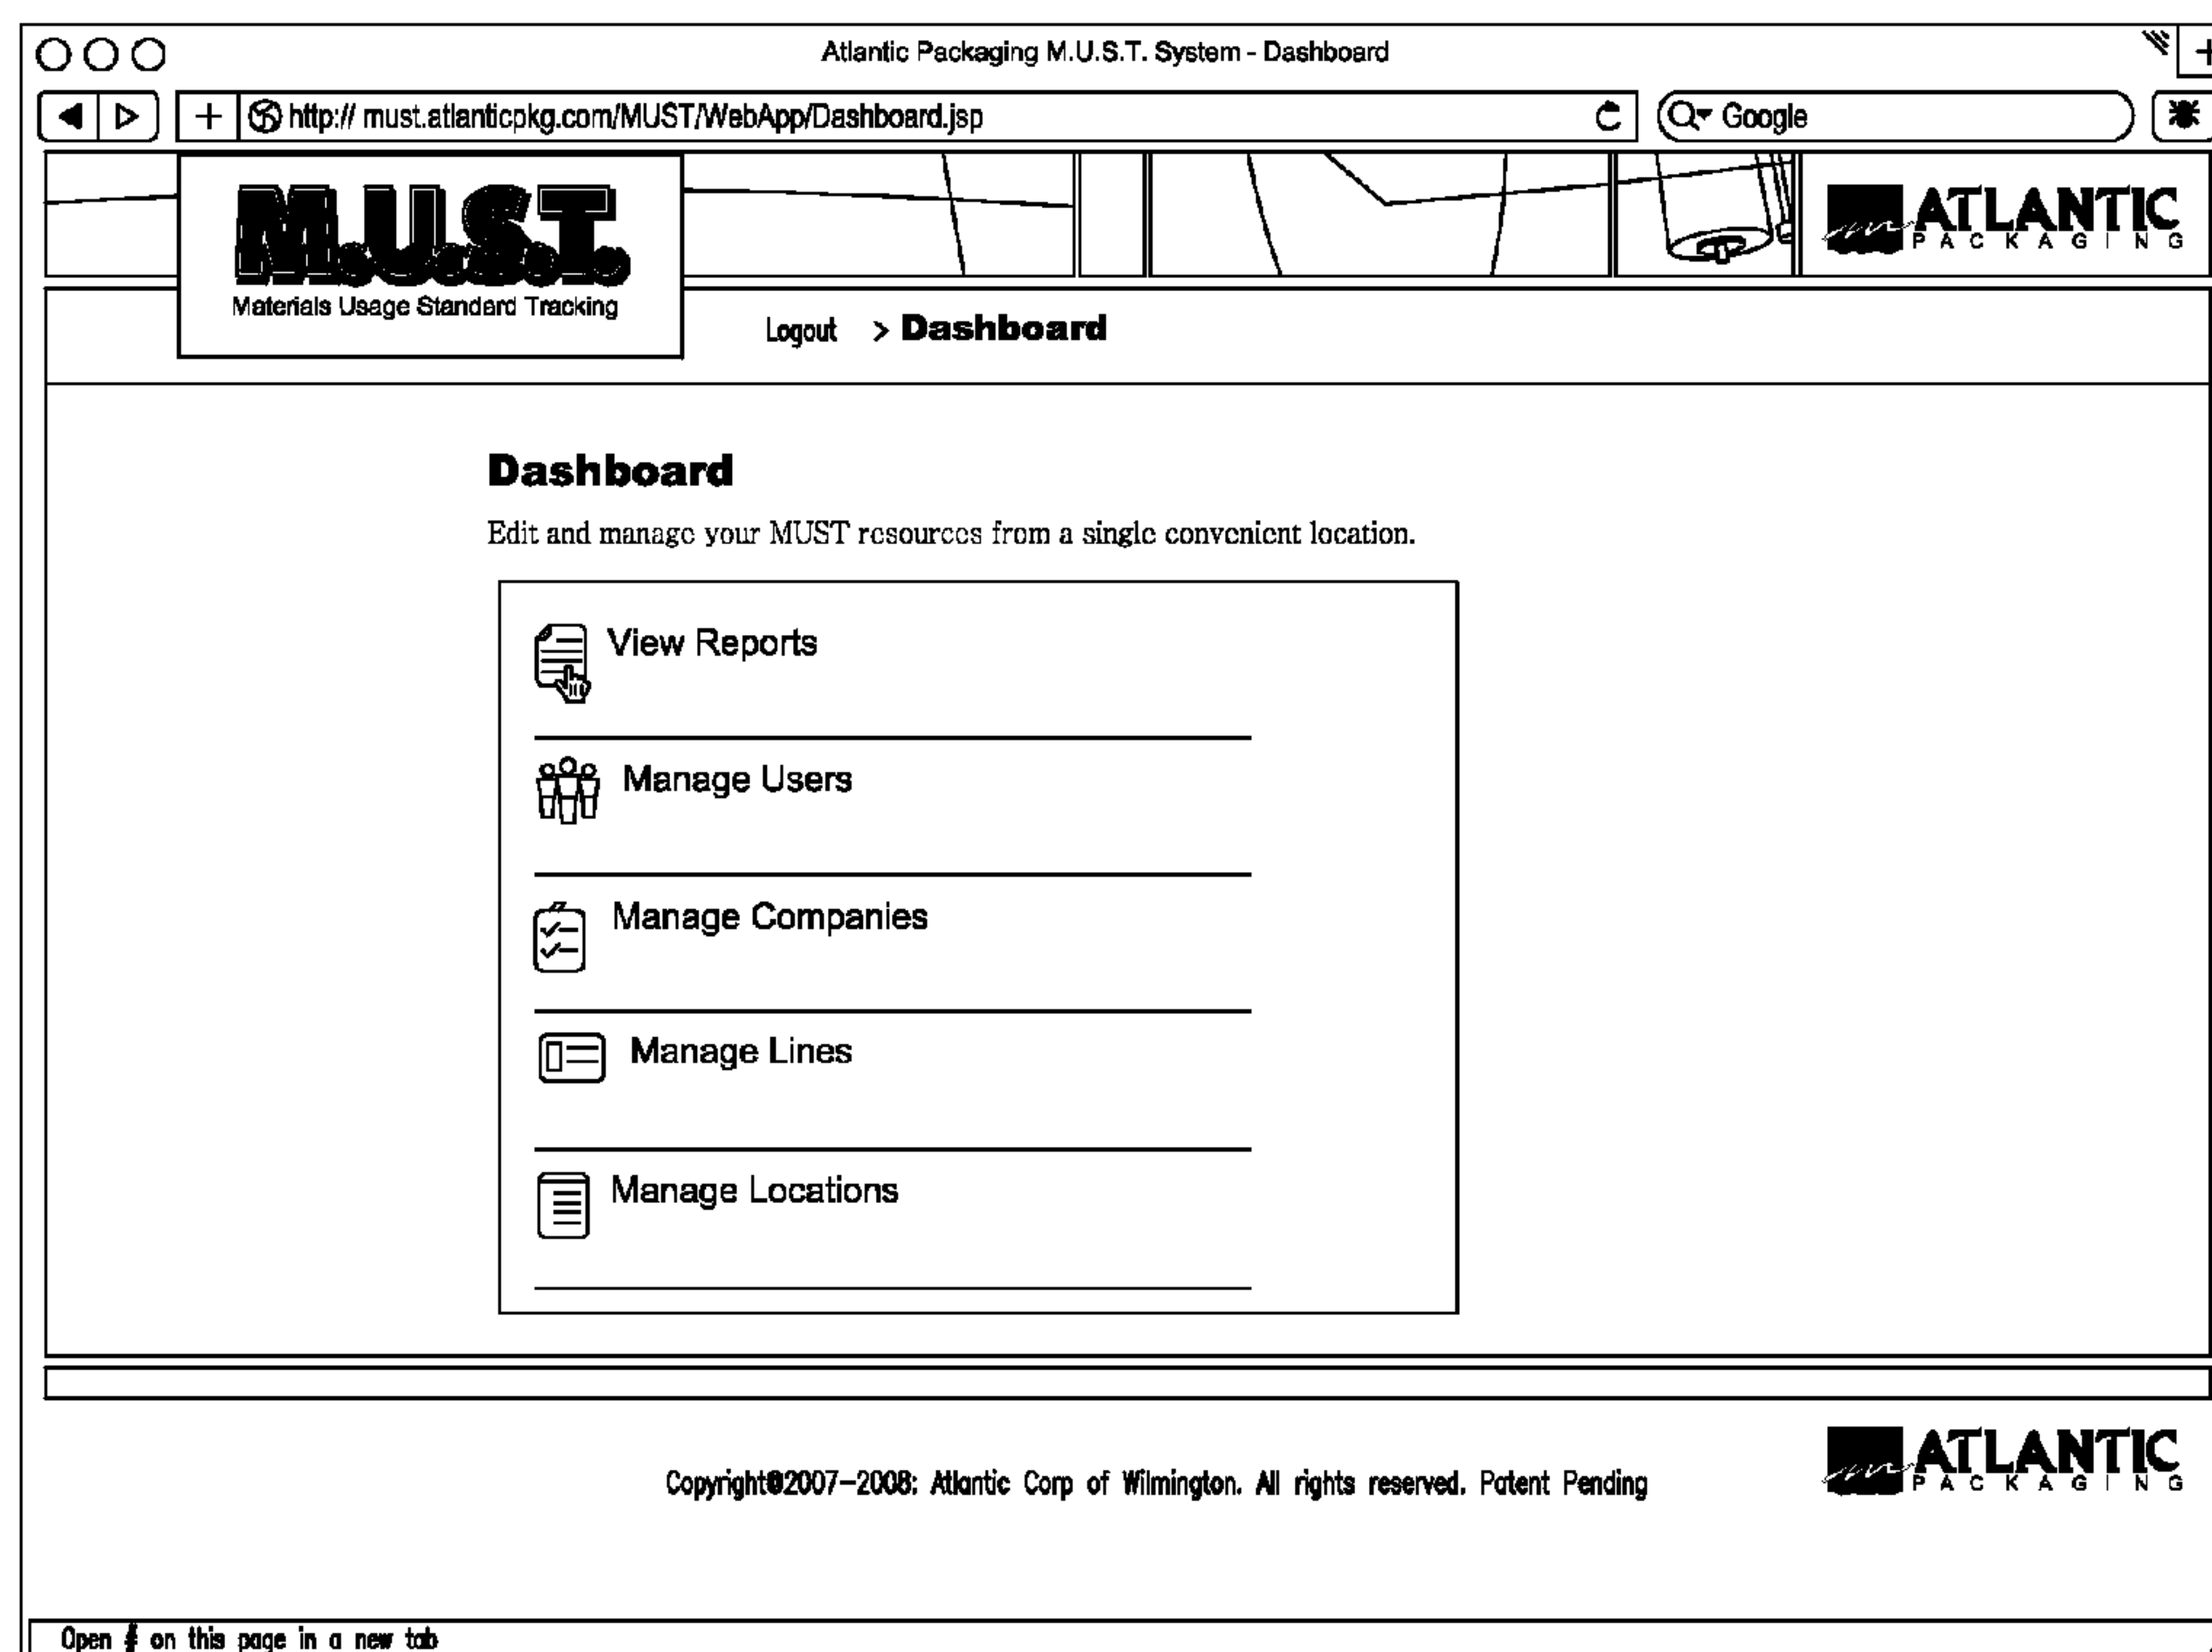 Atlantic Packaging M.U.S.T. System - Dashboard
http:// must.atlanticpkg.com/MUST/WebApp/Dashboard.jsp
Google
M.U.S.T.
Materials Usage Standard Tracking
ATLANTIC
PACKAGING
Logout > Dashboard
Dashboard
Edit and manage your MUST resources from a single convenient location.
View Reports
Manage Users
Manage Companies
Manage Lines
Manage Locations
Copyright©2007-2008: Atlantic Corp of Wilmington. All rights reserved. Patent Pending
ATLANTIC
PACKAGING
Open # on this page in a new tab